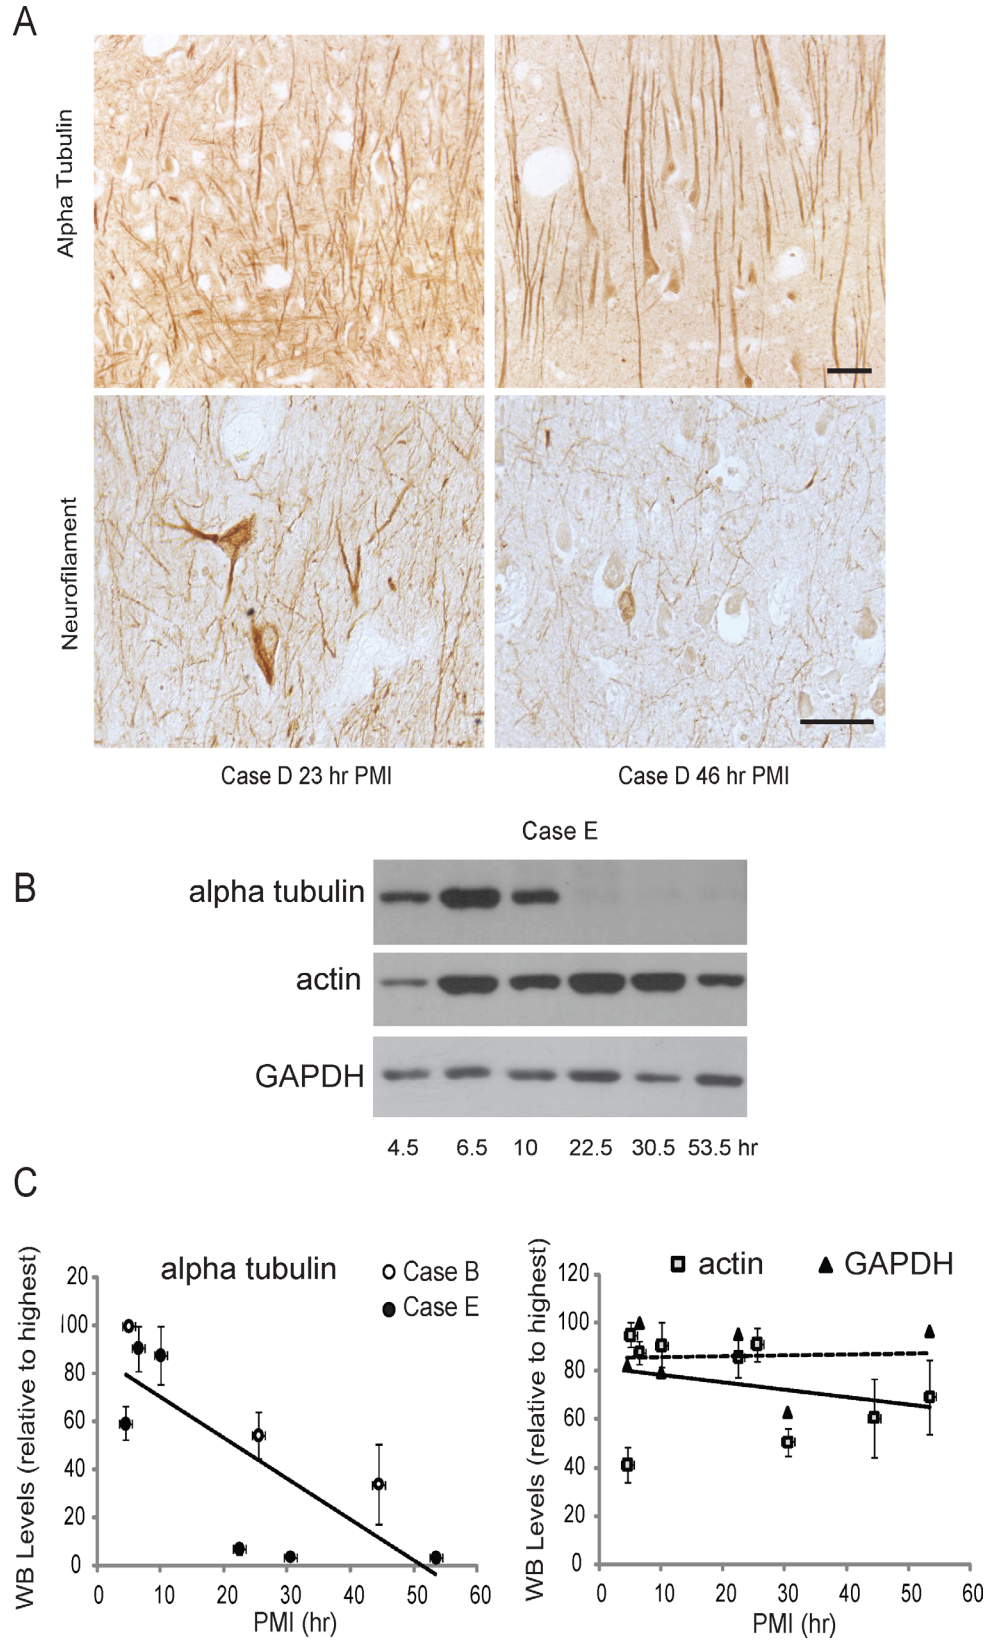 A
Alpha Tubulin
Neurofilament
Case D 23 hr PMI
Case D 46 hr PMI
Case E
B
alpha tubulin
actin
GAPDH
4.5 6.5 10 22.5 30.5 53.5 hr
C
alpha tubulin
Case B
Case E
WB Levels (relative to highest)
20
100
80
60
40
20
0
0 10 20 30 40 50 60
PMI (hr)
actin GAPDH
WB Levels (relative to highest)
120
100
80
60
40
20
0
0 10 20 30 40 50 60
PMI (hr)